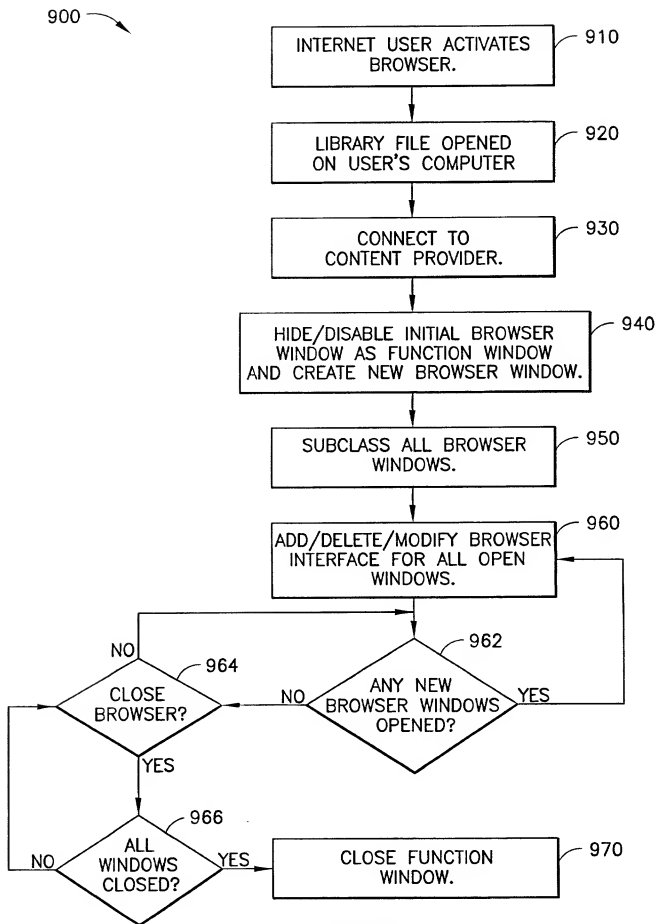 900
INTERNET USER ACTIVATES
BROWSER.
910
LIBRARY FILE OPENED
ON USER'S COMPUTER
920
CONNECT TO
CONTENT PROVIDER.
930
HIDE/DISABLE INITIAL BROWSER
WINDOW AS FUNCTION WINDOW
AND CREATE NEW BROWSER WINDOW.
940
SUBCLASS ALL BROWSER
WINDOWS.
950
ADD/DELETE/MODIFY BROWSER
INTERFACE FOR ALL OPEN
WINDOWS.
960
ANY NEW
BROWSER WINDOWS
OPENED?
962
YES
NO
CLOSE
BROWSER?
964
NO
YES
ALL
WINDOWS
CLOSED?
966
NO
YES
CLOSE FUNCTION
WINDOW.
970